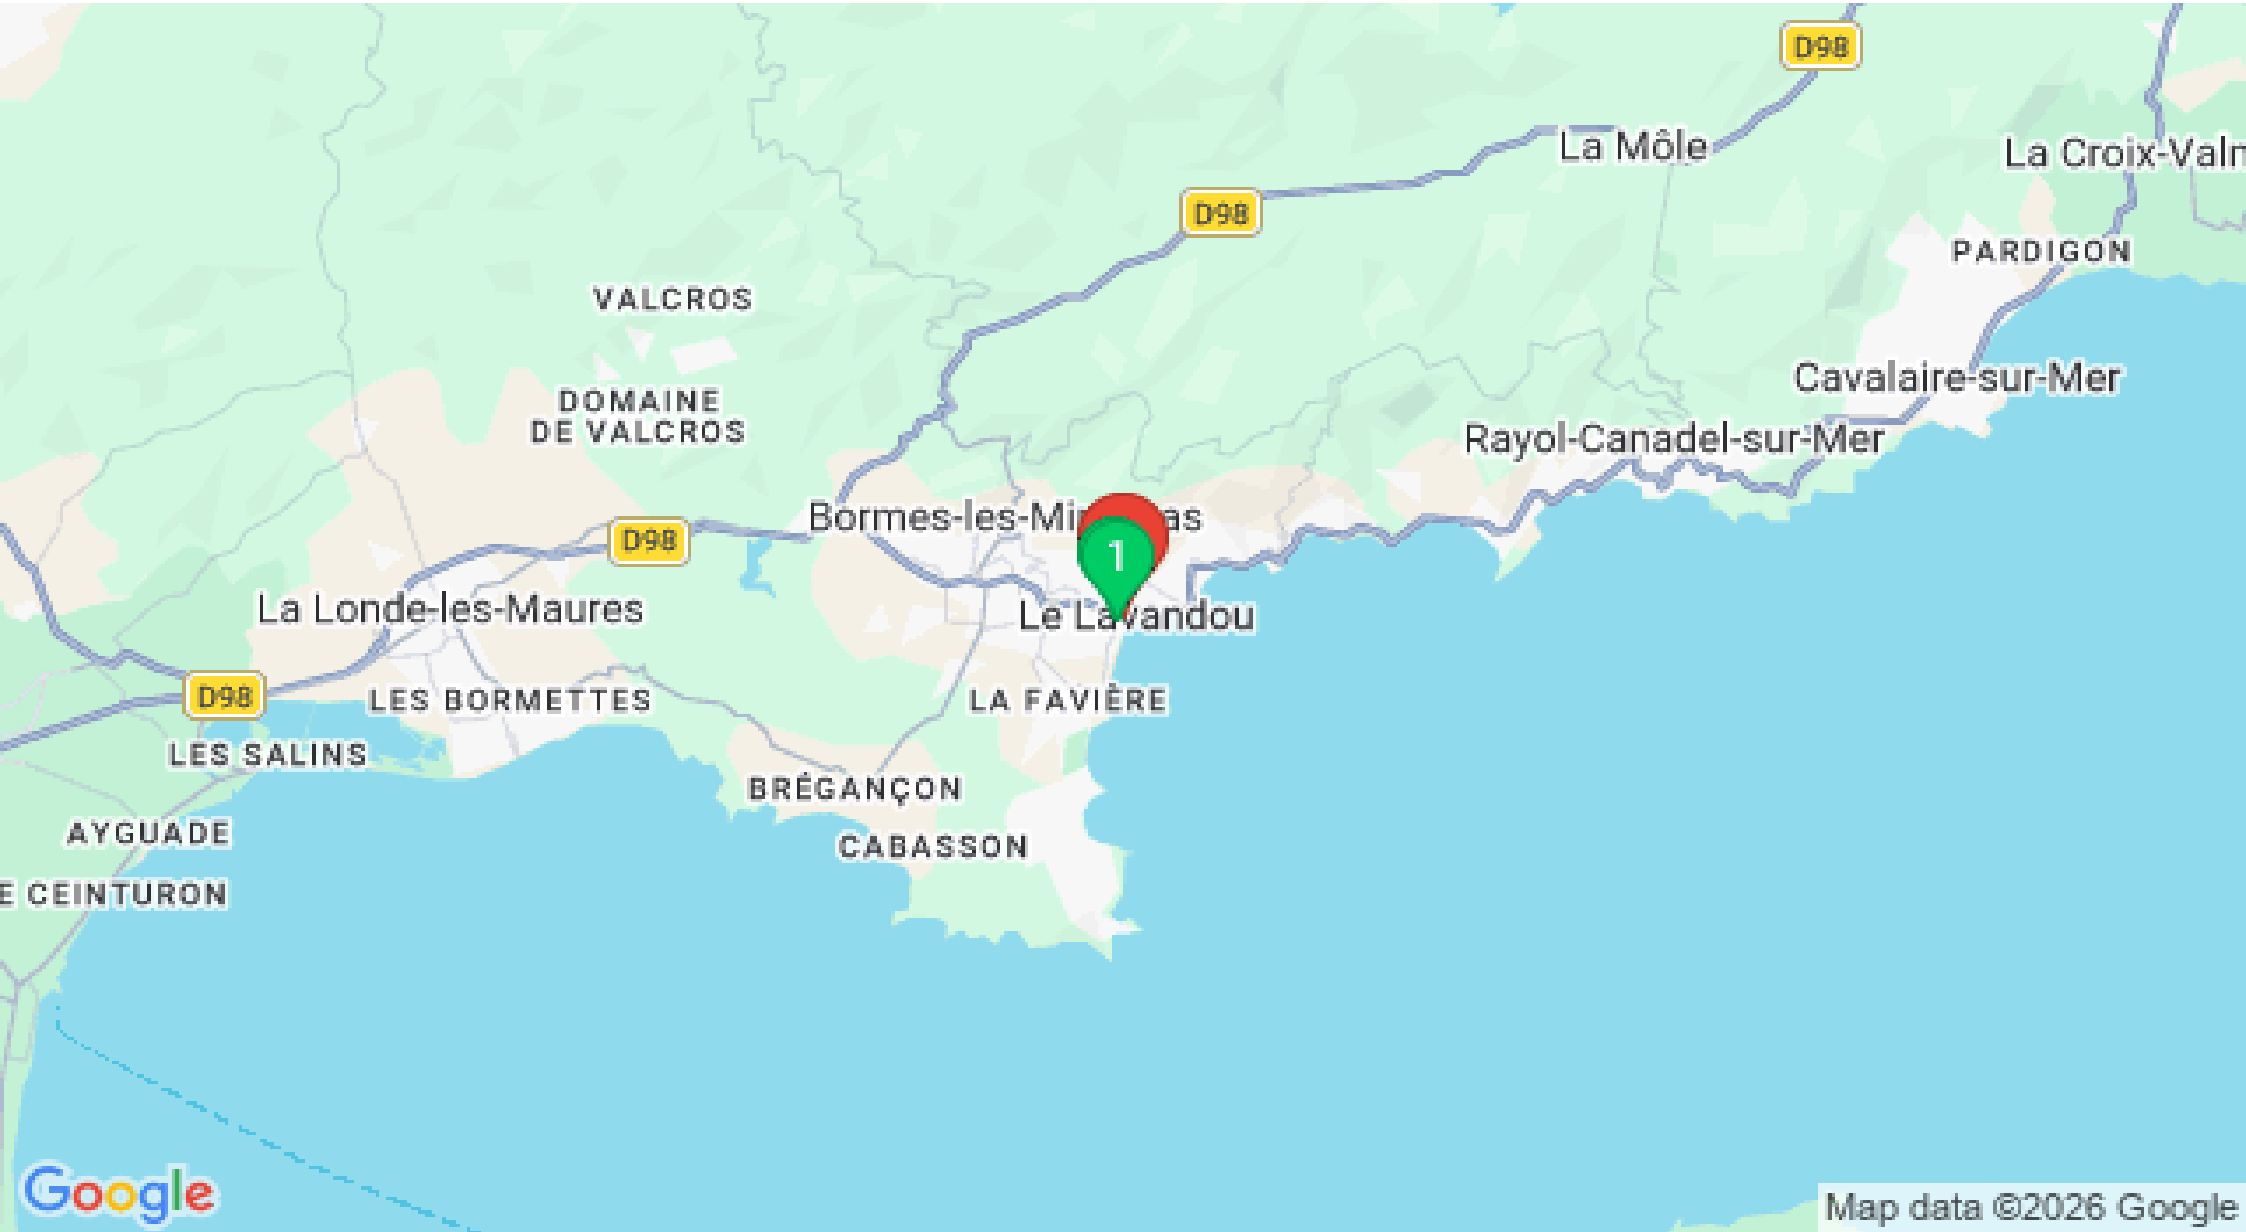 D98
La Môle
La Croix-Valm
D98
PARDIGON
VALCROS
Cavalaire-sur-Mer
DOMAINE
DE VALCROS
Rayol-Canadel-sur-Mer
Bormes-les-Mi as
D98
1
La Londe-les-Maures
Le Lavandou
D98
LES BORMETTES
LA FAVIÈRE
LES SALINS
BRÉGANÇON
AYGUADE
CABASSON
E CEINTURON
Google
Map data ©2026 Google